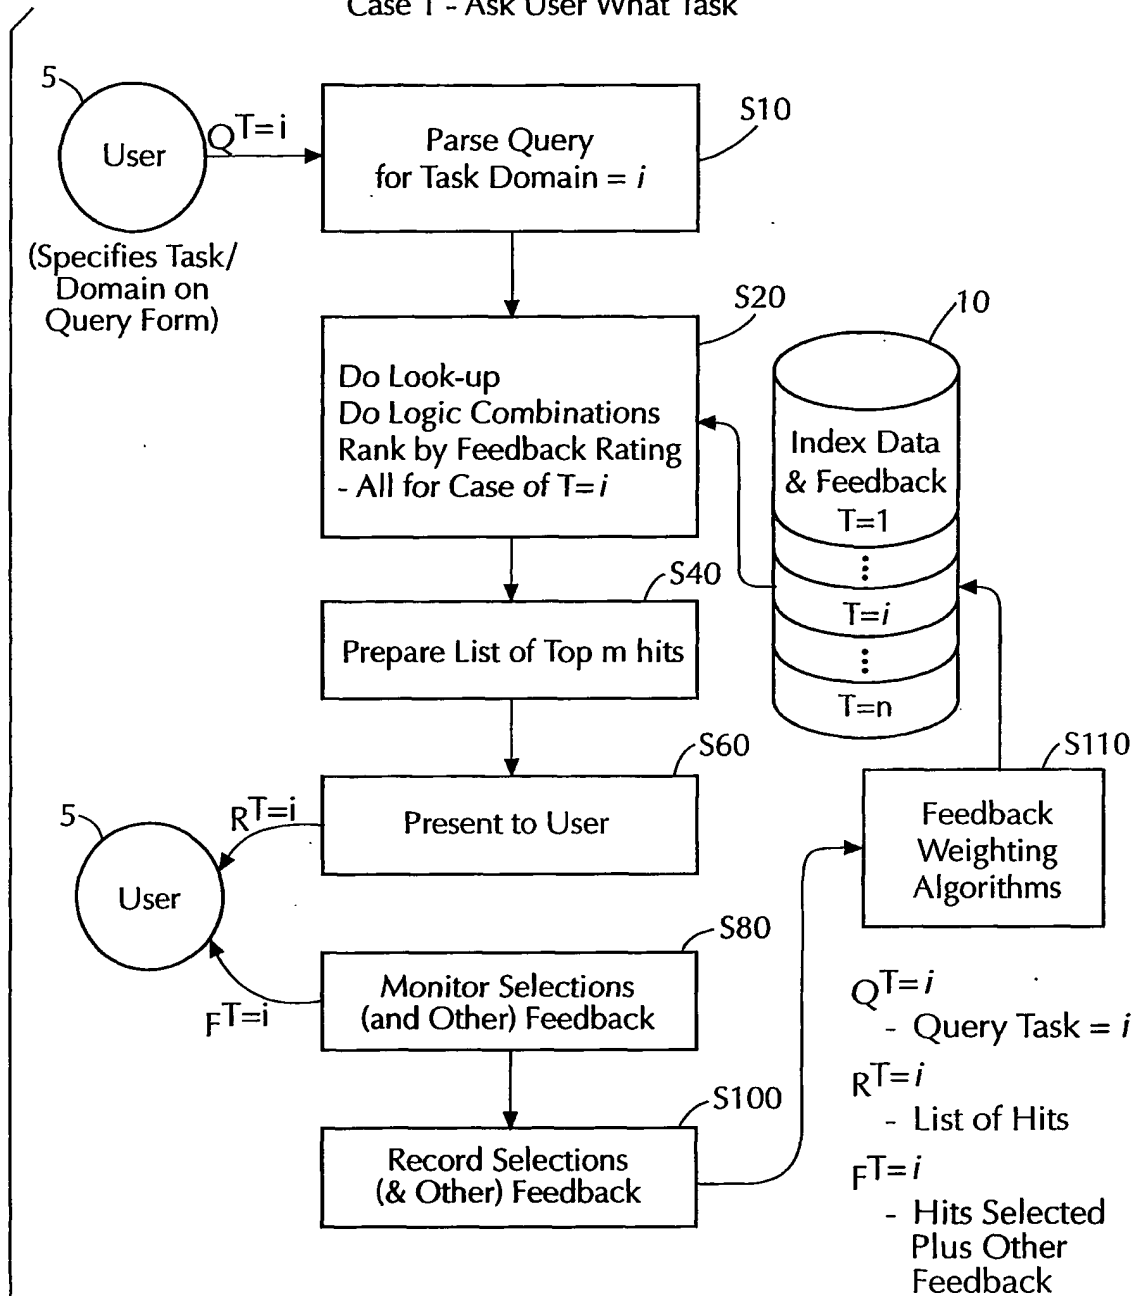 Case 1 - Ask User What Task
5
User
QT=i
(Specifies Task/
Domain on
Query Form)
Parse Query
for Task Domain = i
S10
Do Look-up
Do Logic Combinations
Rank by Feedback Rating
- All for Case of T=i
S20
10
Index Data
& Feedback
T=1
⋮
T=i
⋮
T=n
S40
Prepare List of Top m hits
S60
Present to User
RT=i
5
User
FT=i
S80
Monitor Selections
(and Other) Feedback
S100
Record Selections
(& Other) Feedback
S110
Feedback
Weighting
Algorithms
QT=i
- Query Task = i
RT=i
- List of Hits
FT=i
- Hits Selected
Plus Other
Feedback